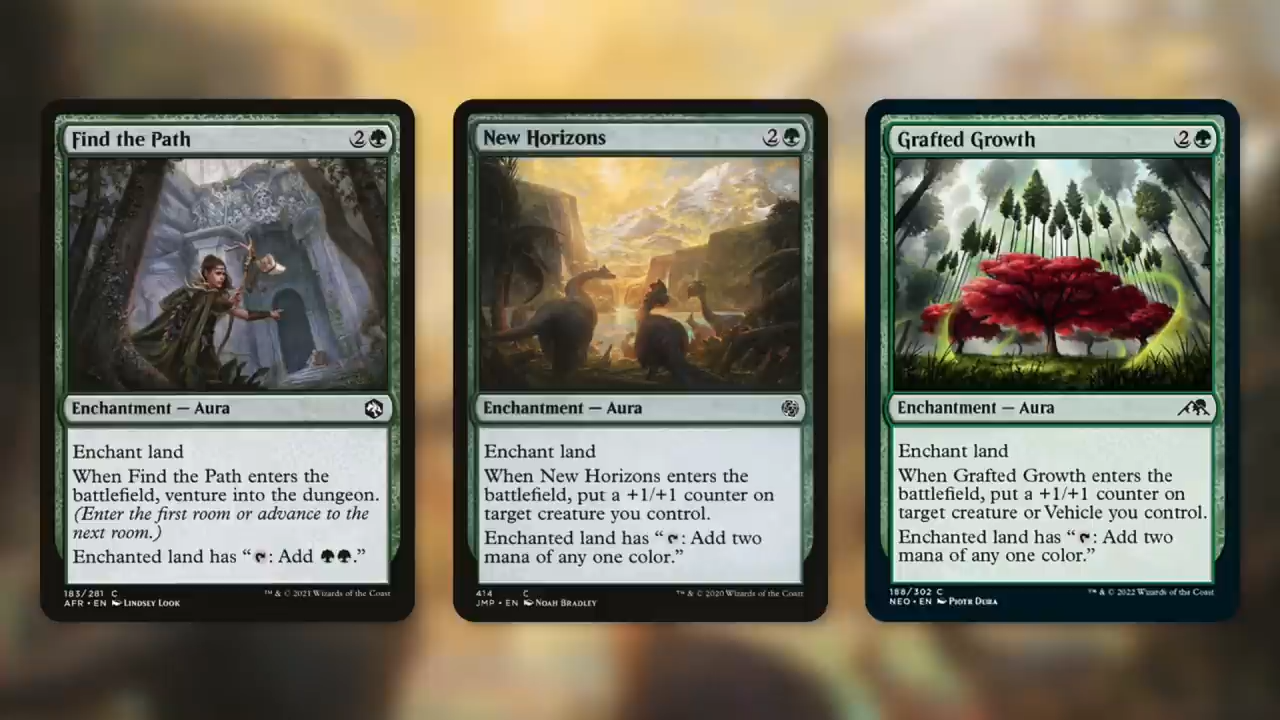 Find the Path 2
Enchantment — Aura
Enchant land
When Find the Path enters the
battlefield, venture into the dungeon.
(Enter the first room or advance to the
next room.)
Enchanted land has “: Add .”
183/281 C
AFR • EN LINDSEY LOOK
™ & © 2021 Wizards of the Coast
New Horizons 2
Enchantment — Aura
Enchant land
When New Horizons enters the
battlefield, put a +1/+1 counter on
target creature you control.
Enchanted land has “: Add two
mana of any one color.”
414 C
JMP • EN NOAH BRADLEY
™ & © 2020 Wizards of the Coast
Grafted Growth 2
Enchantment — Aura
Enchant land
When Grafted Growth enters the
battlefield, put a +1/+1 counter on
target creature or Vehicle you control.
Enchanted land has “: Add two
mana of any one color.”
188/302 C
NEO • EN PIOTR DURA
™ & © 2022 Wizards of the Coast